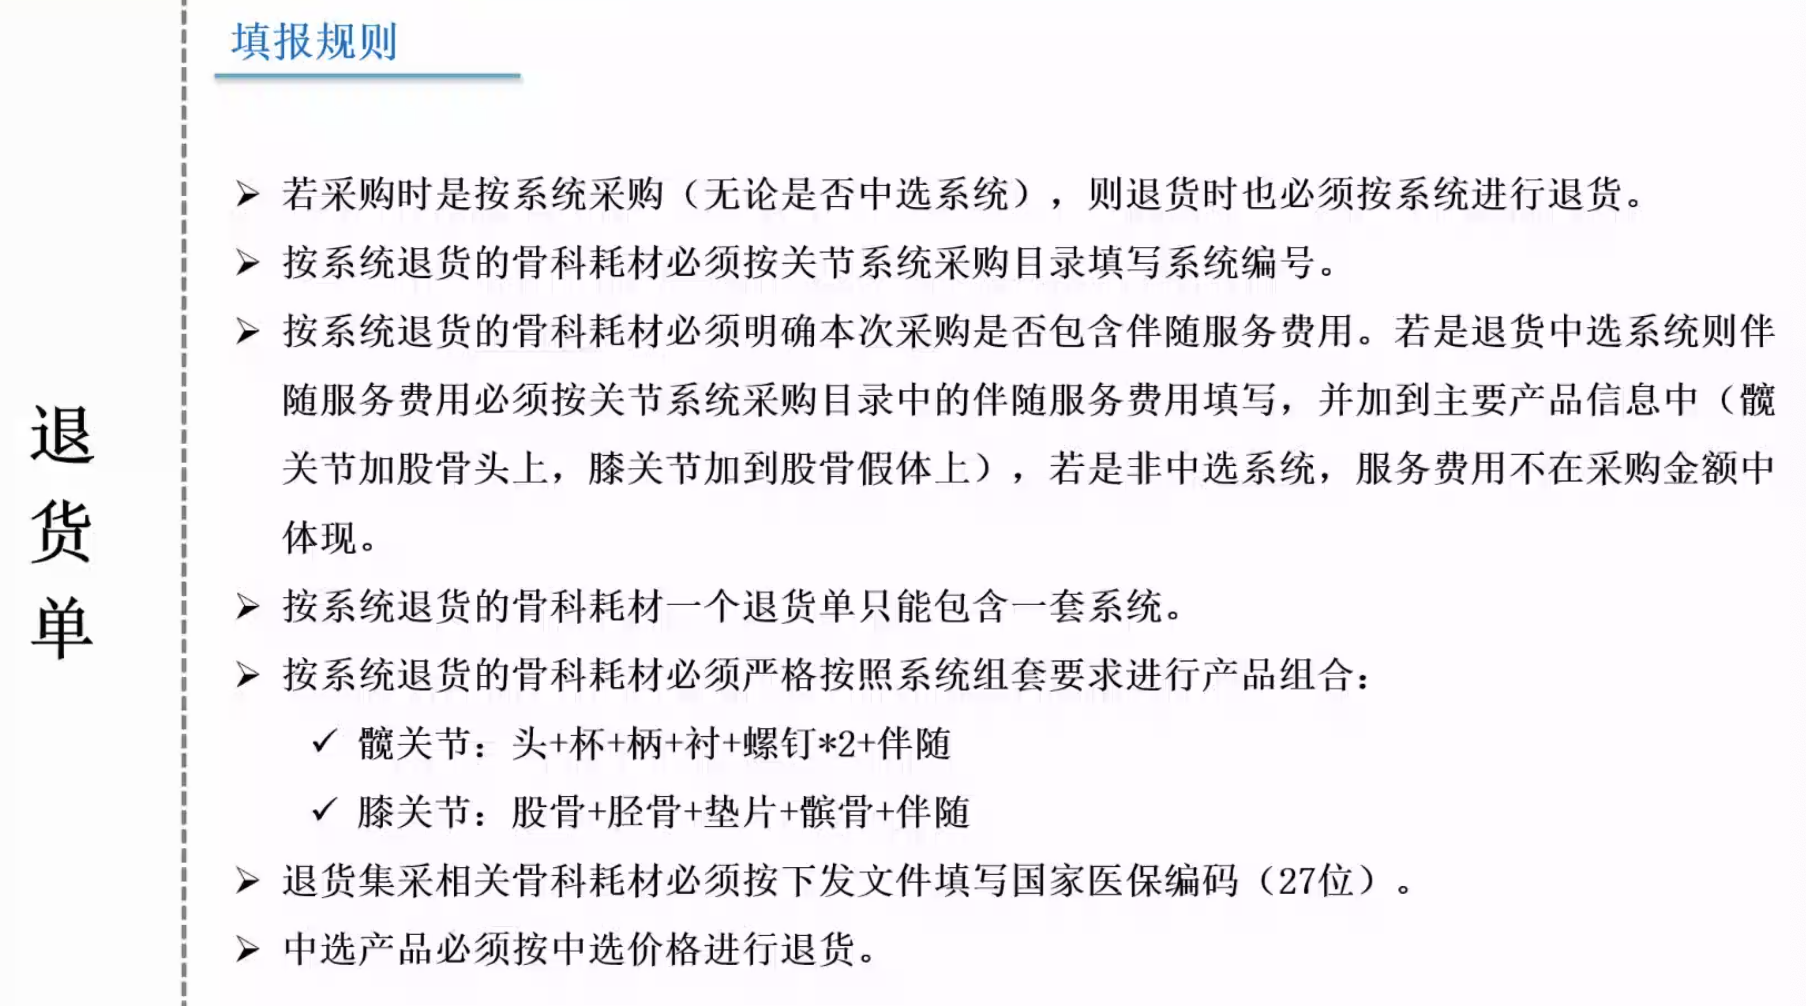 填报规则
退
货
单
➢ 若采购时是按系统采购（无论是否中选系统），则退货时也必须按系统进行退货。
➢ 按系统退货的骨科耗材必须按关节系统采购目录填写系统编号。
➢ 按系统退货的骨科耗材必须明确本次采购是否包含伴随服务费用。若是退货中选系统则伴
随服务费用必须按关节系统采购目录中的伴随服务费用填写，并加到主要产品信息中（髋
关节加股骨头上，膝关节加到股骨假体上），若是非中选系统，服务费用不在采购金额中
体现。
➢ 按系统退货的骨科耗材一个退货单只能包含一套系统。
➢ 按系统退货的骨科耗材必须严格按照系统组套要求进行产品组合：
✓ 髋关节：头+杯+柄+衬+螺钉*2+伴随
✓ 膝关节：股骨+胫骨+垫片+髌骨+伴随
➢ 退货集采相关骨科耗材必须按下发文件填写国家医保编码（27位）。
➢ 中选产品必须按中选价格进行退货。